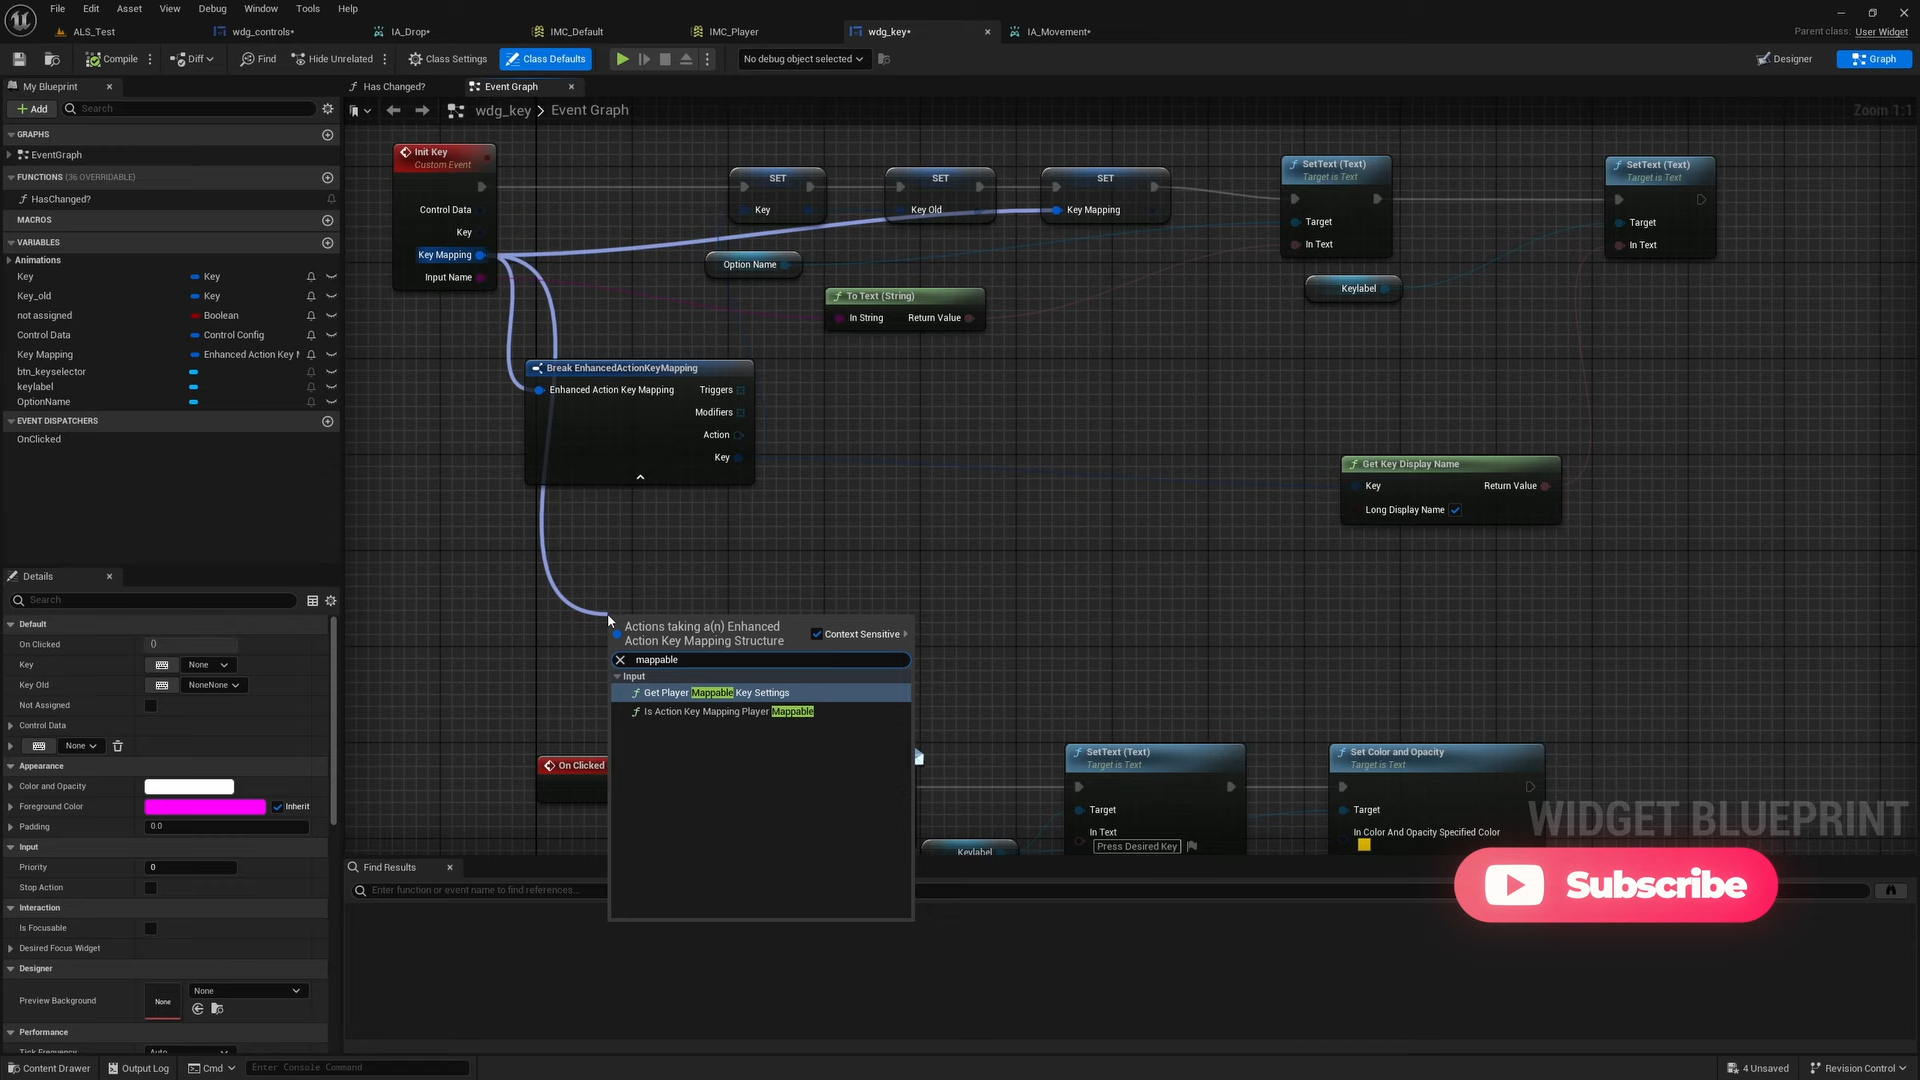 File Edit Asset View Debug Window Tools Help
ALS_Test wdg_controls* IA_Drop* IMC_Default IMC_Player wdg_key* IA_Movement* Parent class: User Widget
Compile Diff Find Hide Unrelated Class Settings Class Defaults No debug object selected Designer Graph
My Blueprint Has Changed? Event Graph
Add Search wdg_key > Event Graph Zoom 1:1
GRAPHS
EventGraph
FUNCTIONS (36 OVERRIDABLE)
HasChanged?
MACROS
VARIABLES
Animations
Key Key
Key_old Key
not assigned Boolean
Control Data Control Config
Key Mapping Enhanced Action Key M
btn_keyselector
keylabel
OptionName
EVENT DISPATCHERS
OnClicked
Details
Search
Default
On Clicked ()
Key None
Key Old NoneNone
Not Assigned
Control Data
None
Appearance
Color and Opacity
Foreground Color Inherit
Padding 0.0
Input
Priority 0
Stop Action
Interaction
Is Focusable
Desired Focus Widget
Designer
Preview Background None None
Performance
Tick Frequency Auto
Init Key
Custom Event
Control Data
Key
Key Mapping
Input Name
SET
Key
SET
Key Old
SET
Key Mapping
SetText (Text)
Target is Text
Target
In Text
SetText (Text)
Target is Text
Target
In Text
Option Name
Keylabel
To Text (String)
In String Return Value
Break EnhancedActionKeyMapping
Enhanced Action Key Mapping Triggers
Modifiers
Action
Key
Get Key Display Name
Key Return Value
Long Display Name
Actions taking a(n) Enhanced
Action Key Mapping Structure Context Sensitive
mappable
Input
Get Player Mappable Key Settings
Is Action Key Mapping Player Mappable
On Clicked
SetText (Text)
Target is Text
Target
In Text
Press Desired Key
Keylabel
Set Color and Opacity
Target is Text
Target
In Color And Opacity Specified Color
WIDGET BLUEPRINT
Subscribe
Find Results
Enter function or event name to find references...
Content Drawer Output Log Cmd Enter Console Command 4 Unsaved Revision Control